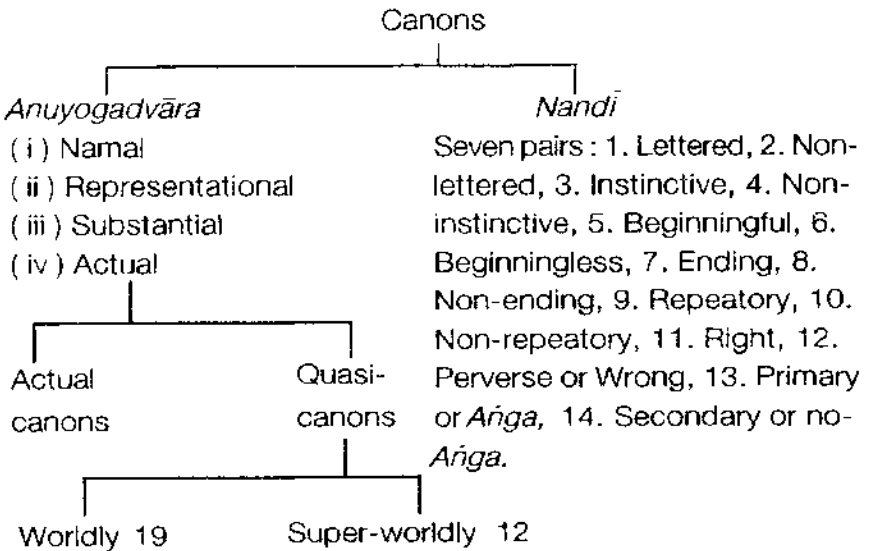 Canons
Anuyogadvāra
( i ) Namal
( ii ) Representational
( iii ) Substantial
( iv ) Actual
Actual
canons
Quasi-
canons
Worldly 19
Super-worldly 12
Nandī
Seven pairs : 1. Lettered, 2. Non-
lettered, 3. Instinctive, 4. Non-
instinctive, 5. Beginningful, 6.
Beginningless, 7. Ending, 8.
Non-ending, 9. Repeatory, 10.
Non-repeatory, 11. Right, 12.
Perverse or Wrong, 13. Primary
or Aṅga, 14. Secondary or no-
Aṅga.